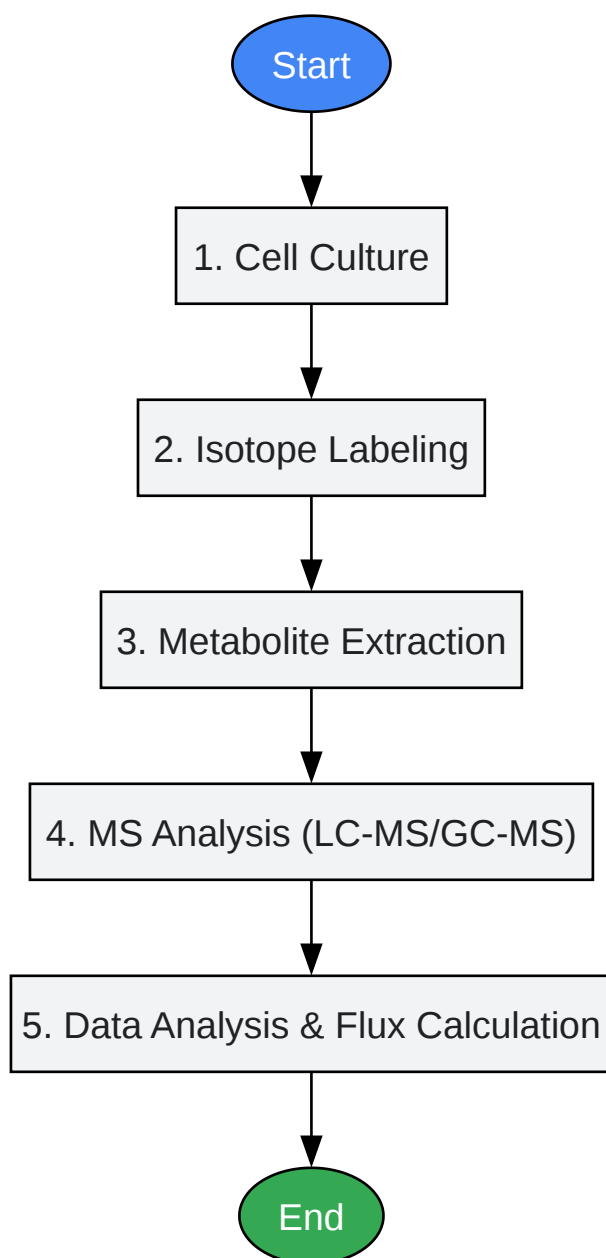 Start
1. Cell Culture
2. Isotope Labeling
3. Metabolite Extraction
4. MS Analysis (LC-MS/GC-MS)
5. Data Analysis & Flux Calculation
End